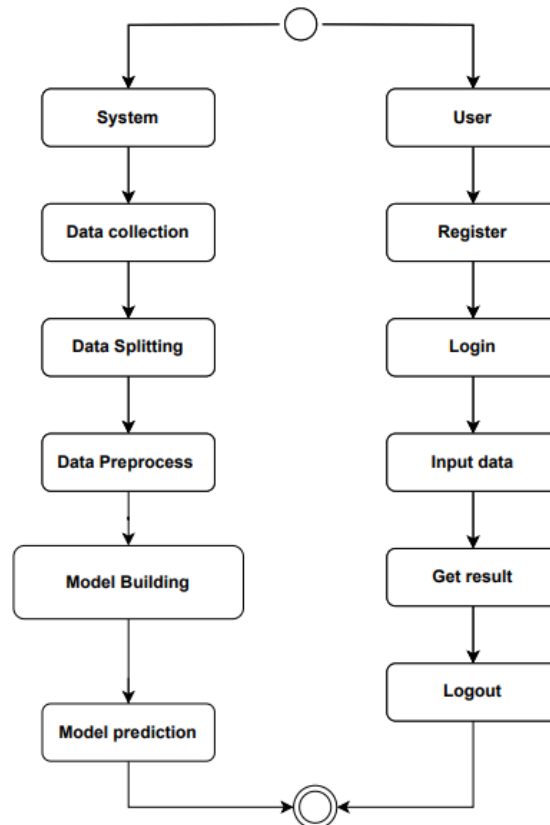 System
User
Data collection
Register
Data Splitting
Login
Data Preprocess
Input data
Model Building
Get result
Model prediction
Logout